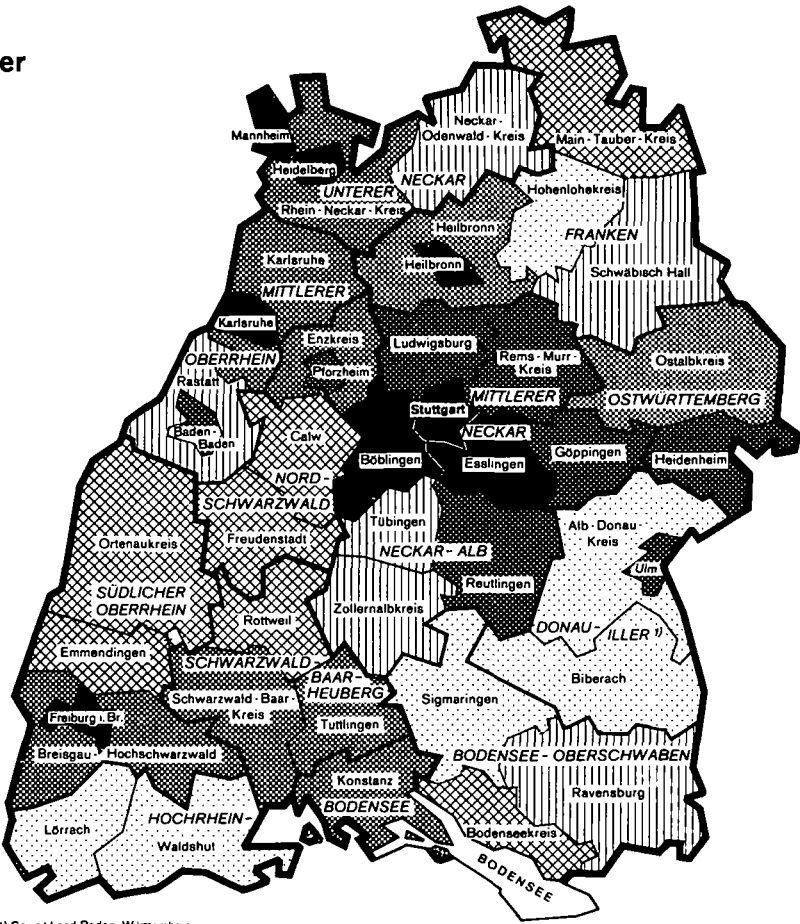 er
Neckar-
Odenwald-Kreis
Main-Tauber-Kreis
Mannheim
Heidelberg
UNTERER
NECKAR
Rhein-Neckar-Kreis
Hohenlohekreis
FRANKEN
Heilbronn
Heilbronn
Schwäbisch Hall
Karlsruhe
MITTLERER
Karlsruhe
OBERRHEIN
Enzkreis
Pforzheim
Ludwigsburg
Rems-Murr-
Kreis
Ostalbkreis
OSTWÜRTTEMBERG
Rastatt
Baden-
Baden
Calw
NORD-
SCHWARZWALD
Freudenstadt
Stuttgart
MITTLERER
NECKAR
Böblingen
Esslingen
Göppingen
Heidenheim
Tübingen
NECKAR-ALB
Reutlingen
Zollernalbkreis
Alb-Donau
Kreis
Ulm
DONAU-
ILLER 1)
Biberach
Ortenaukreis
SÜDLICHER
OBERRHEIN
Emmendingen
Rottweil
SCHWARZWALD-
BAAR-
HEUBERG
Schwarzwald-Baar-
Kreis
Tuttlingen
Sigmaringen
Freiburg i. Br.
Breisgau-Hochschwarzwald
Konstanz
BODENSEE
BODENSEE-OBERSCHWABEN
Ravensburg
Bodenseekreis
Lörrach
HOCHRHEIN-
Waldshut
BODENSEE